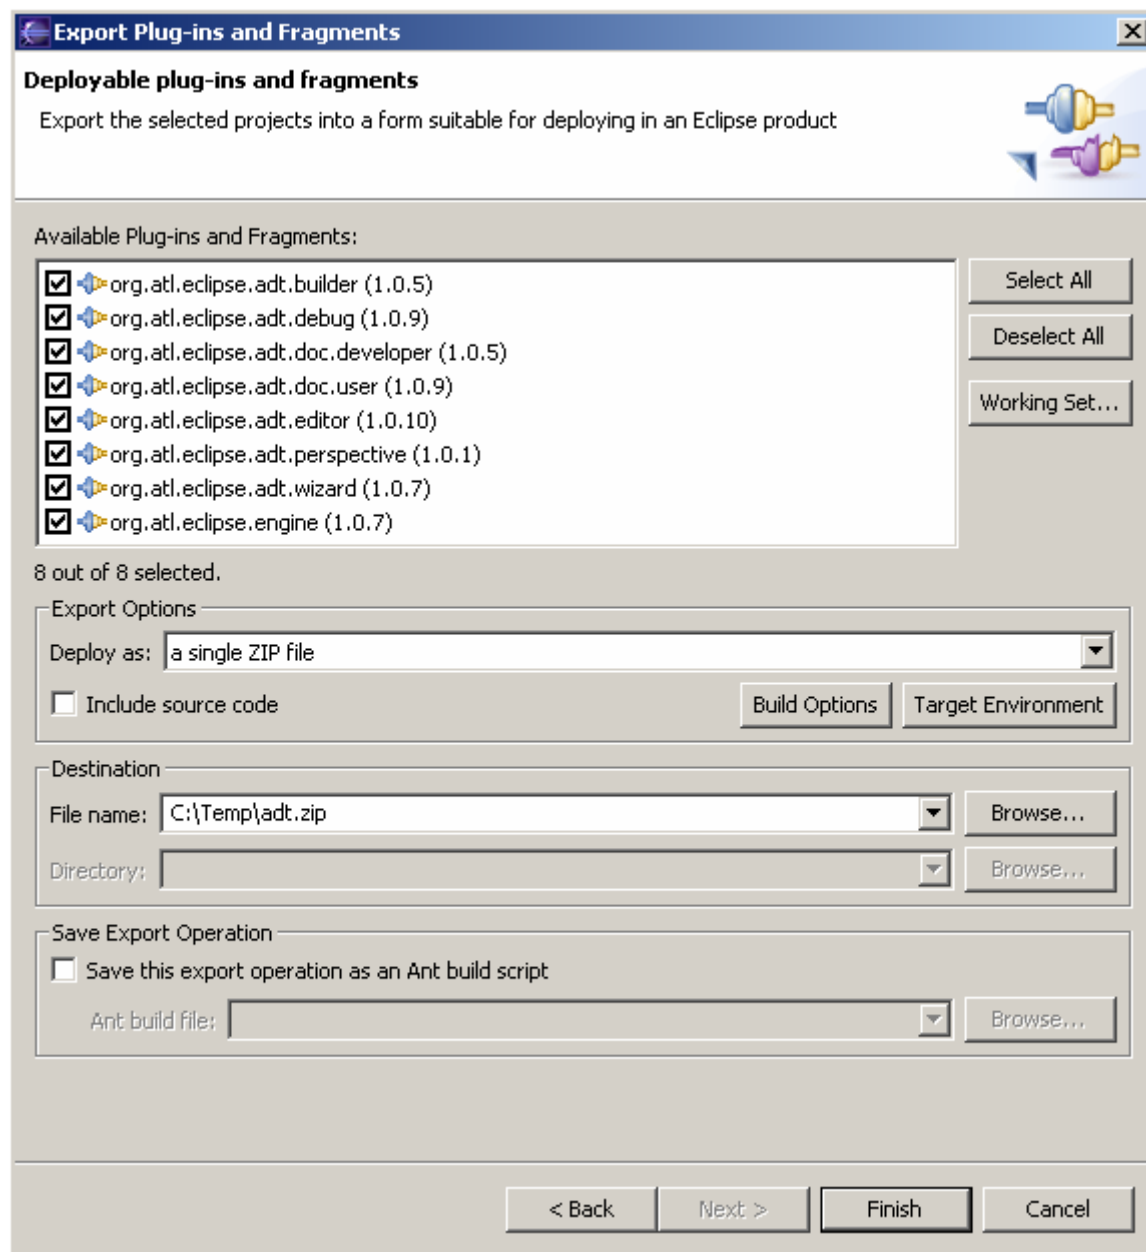 Export Plug-ins and Fragments
Deployable plug-ins and fragments
Export the selected projects into a form suitable for deploying in an Eclipse product
Available Plug-ins and Fragments:
org.atl.eclipse.adt.builder (1.0.5)
org.atl.eclipse.adt.debug (1.0.9)
org.atl.eclipse.adt.doc.developer (1.0.5)
org.atl.eclipse.adt.doc.user (1.0.9)
org.atl.eclipse.adt.editor (1.0.10)
org.atl.eclipse.adt.perspective (1.0.1)
org.atl.eclipse.adt.wizard (1.0.7)
org.atl.eclipse.engine (1.0.7)
Select All
Deselect All
Working Set...
8 out of 8 selected.
Export Options
Deploy as: a single ZIP file
Include source code Build Options Target Environment
Destination
File name: C:\Temp\adt.zip Browse...
Directory: Browse...
Save Export Operation
Save this export operation as an Ant build script
Ant build file: Browse...
< Back Next > Finish Cancel